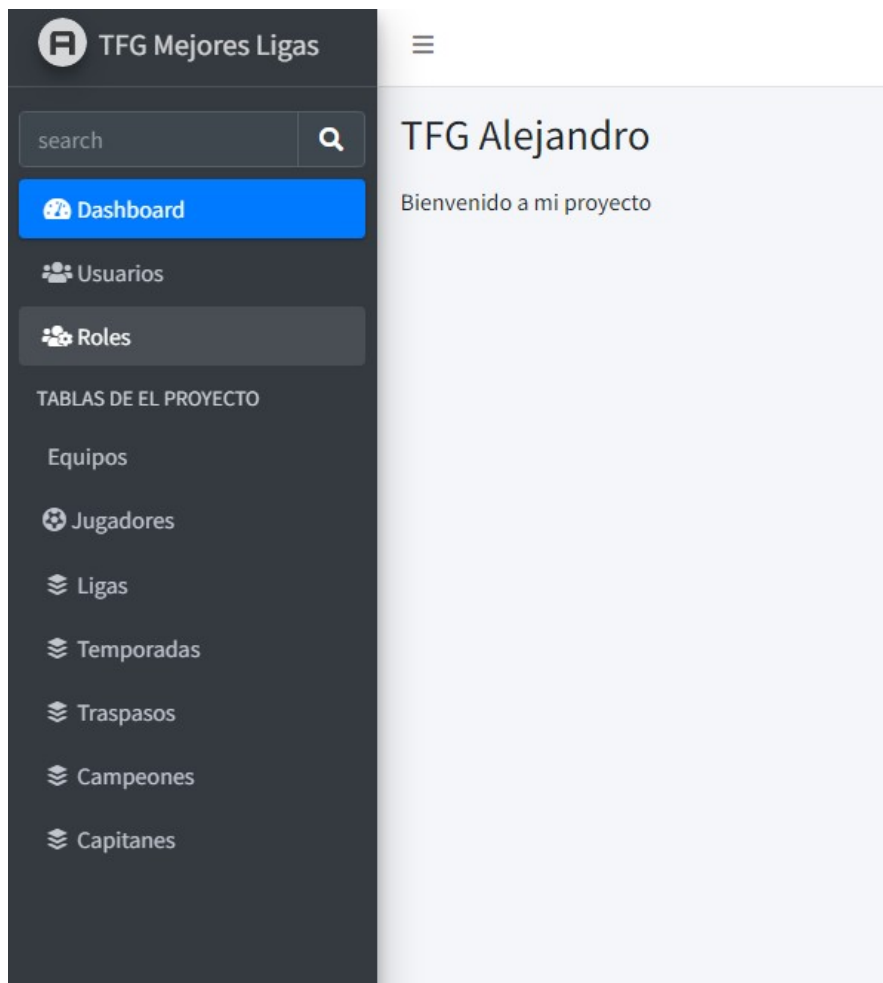 TFG Mejores Ligas
search
Dashboard
Usuarios
Roles
TABLAS DE EL PROYECTO
Equipos
Jugadores
Ligas
Temporadas
Traspasos
Campeones
Capitanes
TFG Alejandro
Bienvenido a mi proyecto